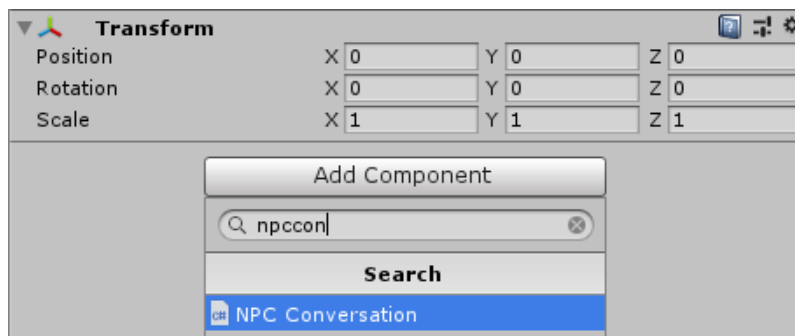 Transform
Position X 0 Y 0 Z 0
Rotation X 0 Y 0 Z 0
Scale X 1 Y 1 Z 1
Add Component
npccon
Search
c# NPC Conversation